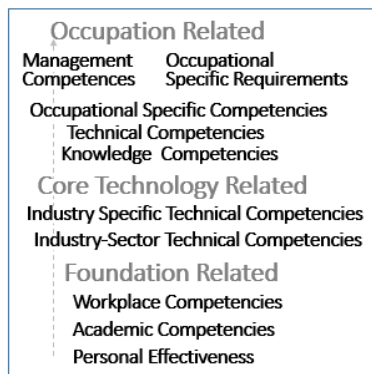 Occupation Related
Management Occupational
Competences Specific Requirements
Occupational Specific Competencies
Technical Competencies
Knowledge Competencies
Core Technology Related
Industry Specific Technical Competencies
Industry-Sector Technical Competencies
Foundation Related
Workplace Competencies
Academic Competencies
Personal Effectiveness